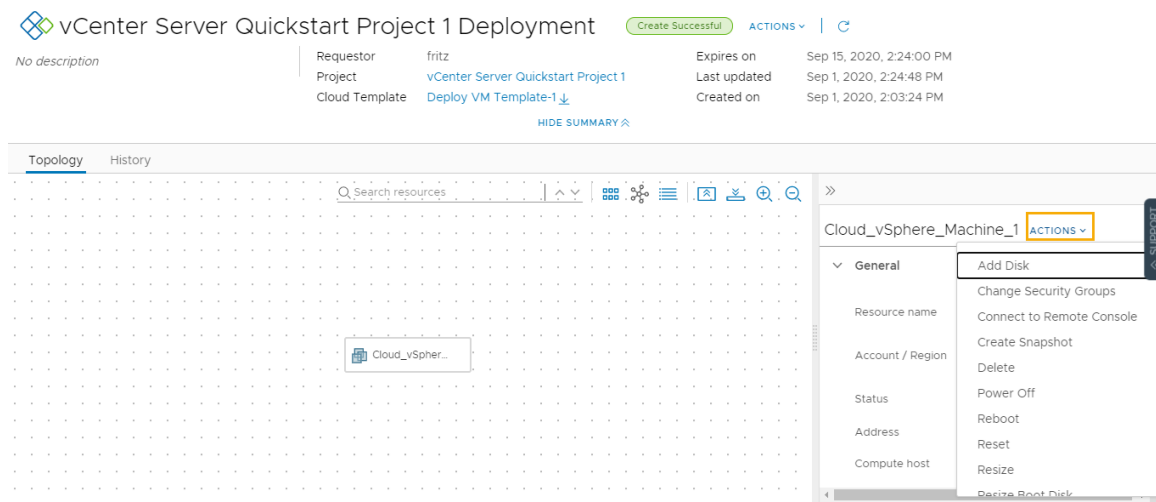 vCenter Server Quickstart Project 1 Deployment Create Successful ACTIONS
No description
Requestor fritz Expires on Sep 15, 2020, 2:24:00 PM
Project vCenter Server Quickstart Project 1 Last updated Sep 1, 2020, 2:24:48 PM
Cloud Template Deploy VM Template-1 Created on Sep 1, 2020, 2:03:24 PM
HIDE SUMMARY
Topology History
Search resources
Cloud_vSpher...
SUPPORT
Cloud_vSphere_Machine_1 ACTIONS
General
Resource name
Account / Region
Status
Address
Compute host
Add Disk
Change Security Groups
Connect to Remote Console
Create Snapshot
Delete
Power Off
Reboot
Reset
Resize
Resize Boot Disk